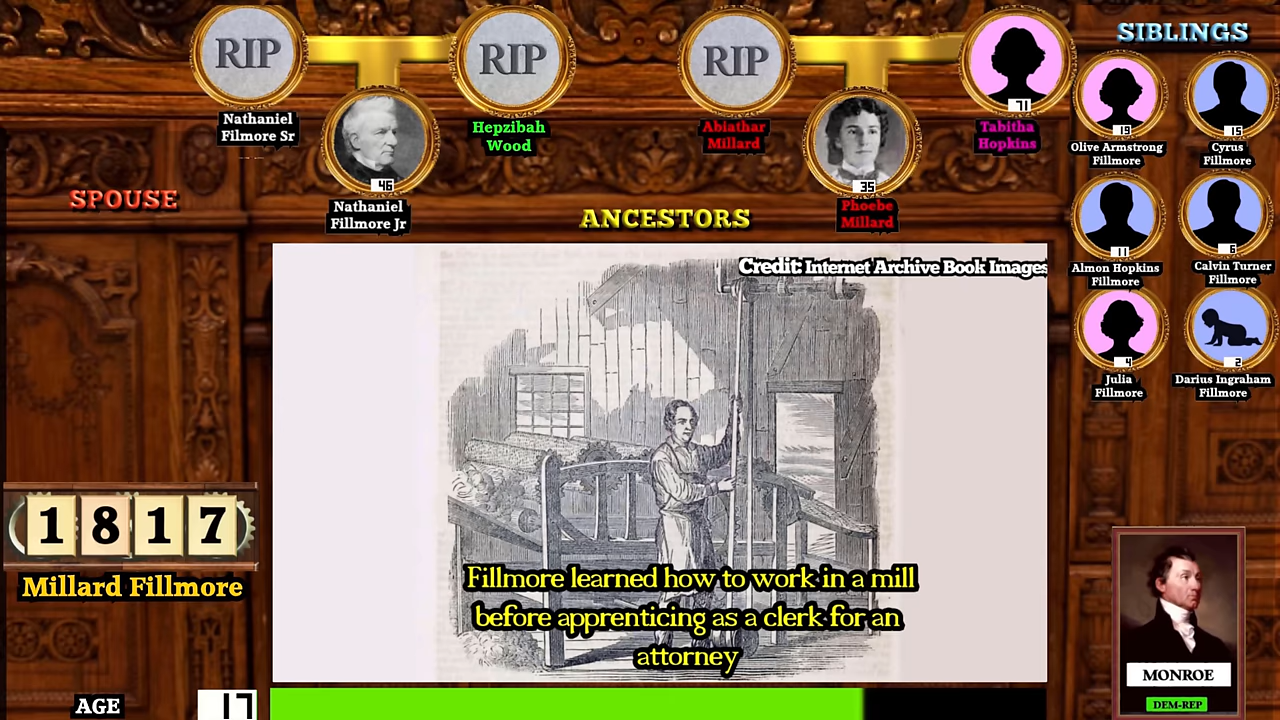 RIP
RIP
RIP
71
Nathaniel
Filmore Sr
Hepzibah
Wood
Abiathar
Millard
Tabitha
Hopkins
46
35
Nathaniel
Fillmore Jr
Phoebe
Millard
SPOUSE
ANCESTORS
SIBLINGS
19
15
Olive Armstrong
Fillmore
Cyrus
Fillmore
11
6
Almon Hopkins
Fillmore
Calvin Turner
Fillmore
4
2
Julia
Fillmore
Darius Ingraham
Fillmore
Credit: Internet Archive Book Images
1817
Millard Fillmore
Fillmore learned how to work in a mill
before apprenticing as a clerk for an
attorney
AGE
17
MONROE
DEM-REP